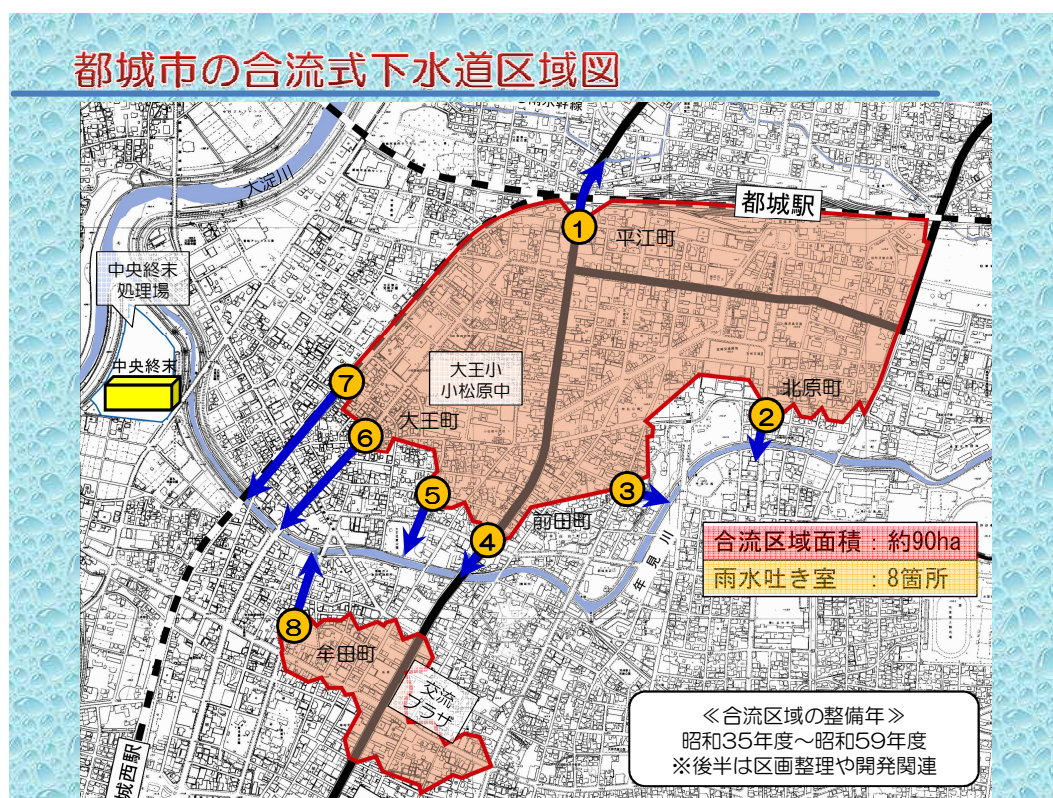 都城市の合流式下水道区域図
大淀川
都城駅
①
平江町
中央終末
処理場
中央終末
大王小
小松原中
⑦
北原町
②
大王町
⑥
⑤
③
前田町
④
年見川
合流区域面積：約90ha
雨水吐き室　：8箇所
⑧
牟田町
交流
プラザ
≪合流区域の整備年≫
昭和35年度～昭和59年度
※後半は区画整理や開発関連
城西駅